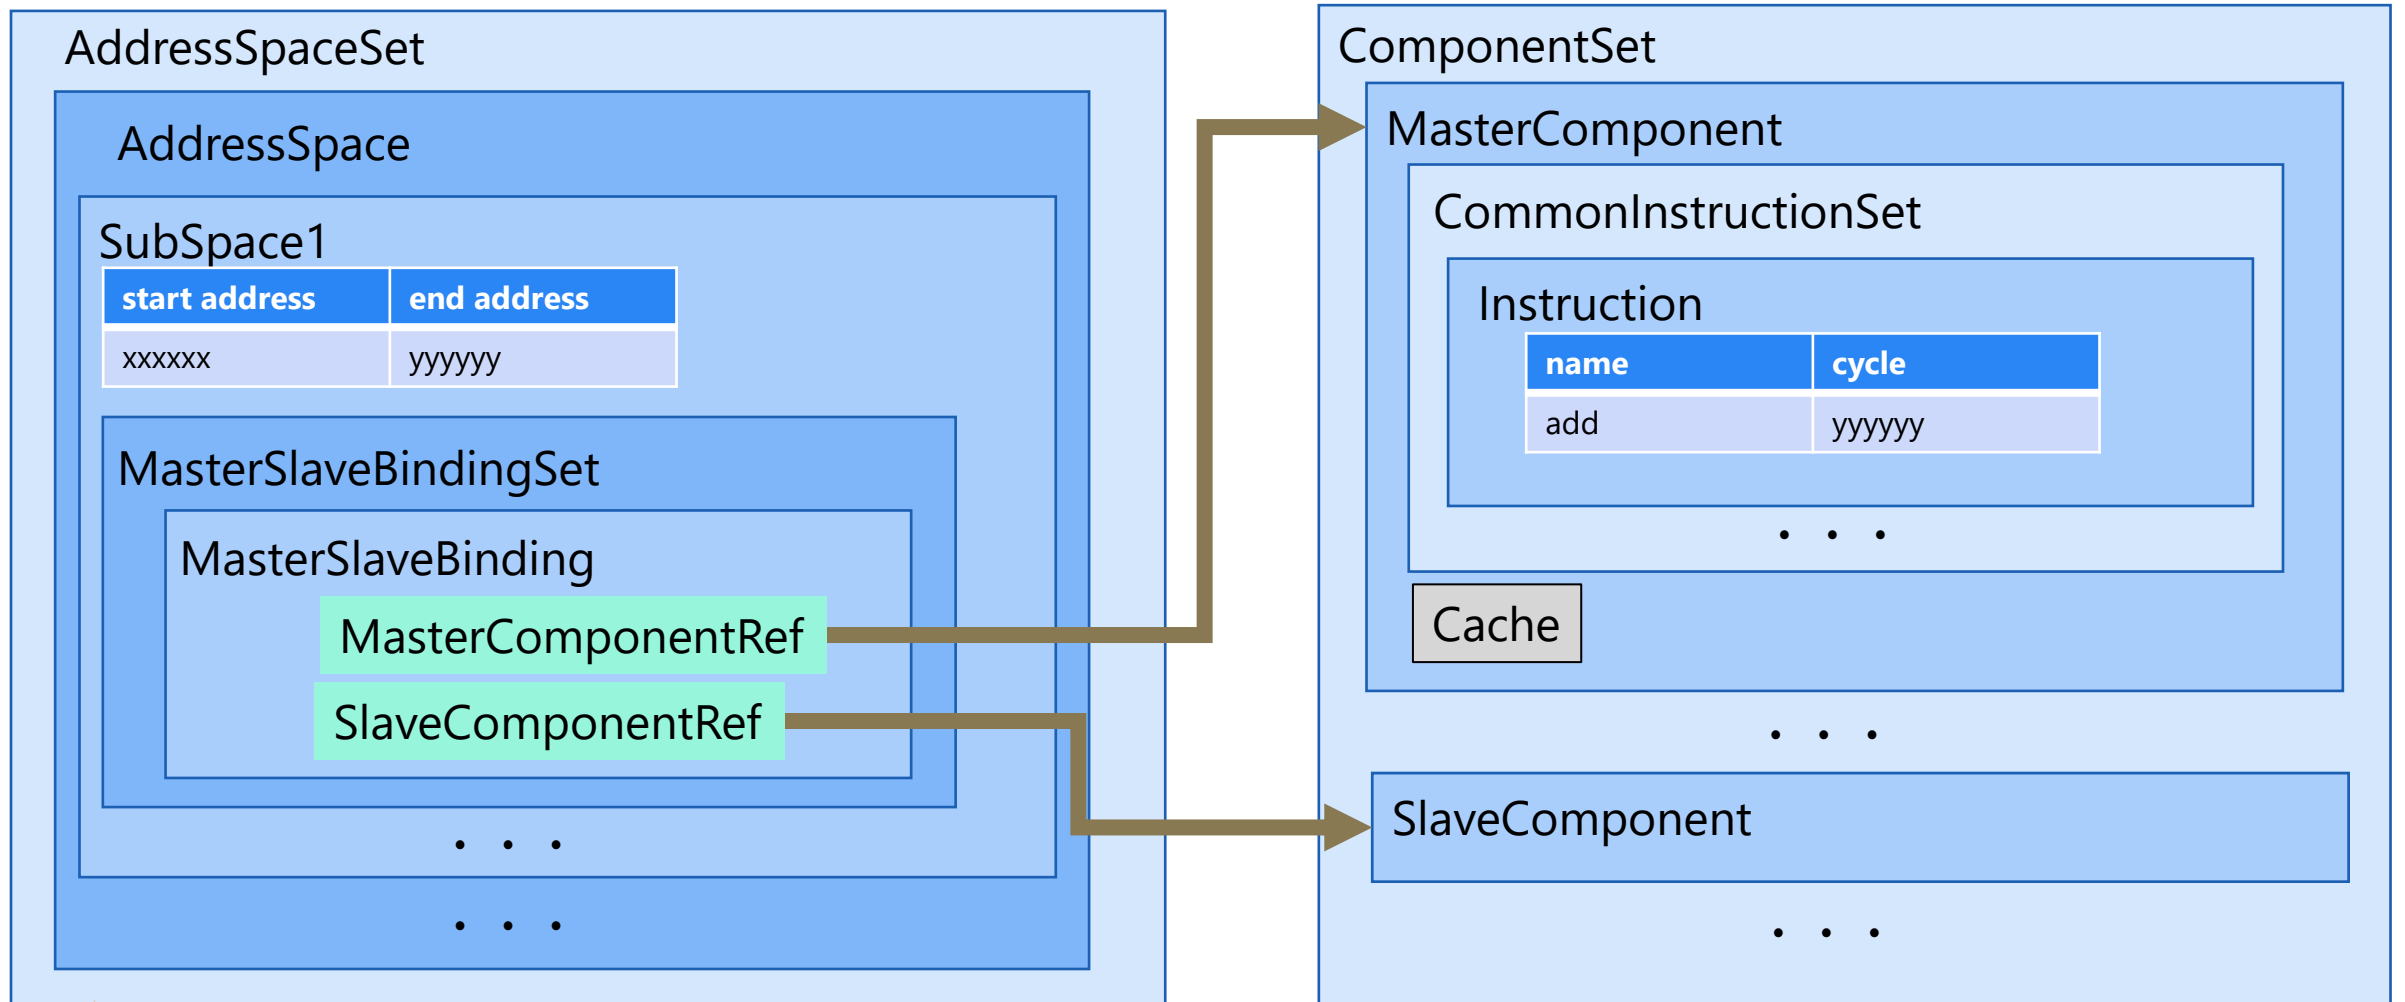 AddressSpaceSet
AddressSpace
SubSpace1
start address end address
xxxxxx yyyyyy
MasterSlaveBindingSet
MasterSlaveBinding
MasterComponentRef
SlaveComponentRef
. . .
. . .
ComponentSet
MasterComponent
CommonInstructionSet
Instruction
name cycle
add yyyyyy
. . .
Cache
. . .
SlaveComponent
. . .